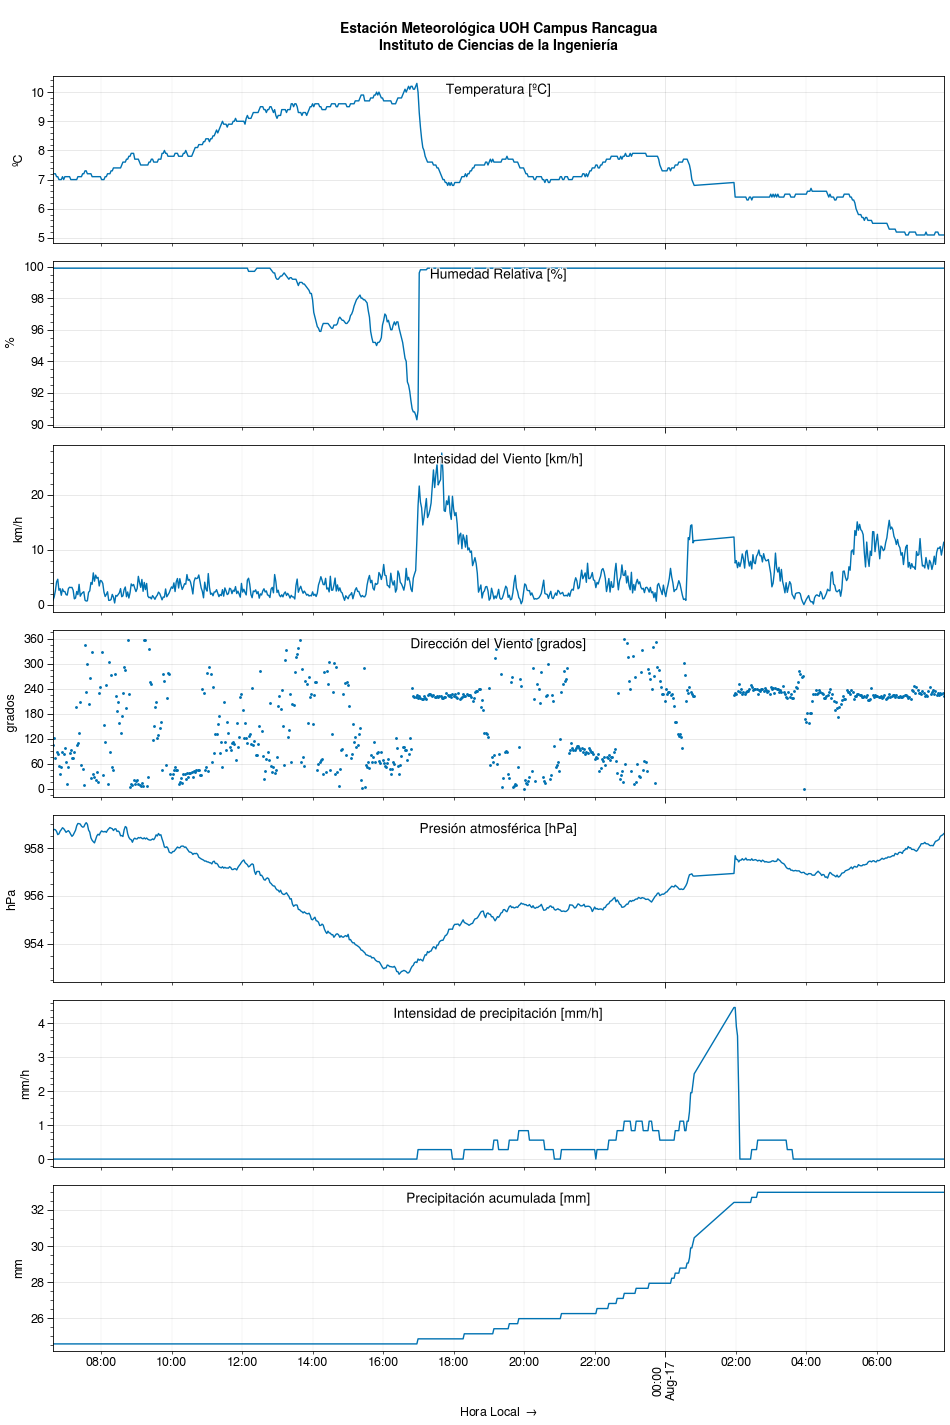 Estación Meteorológica UOH Campus Rancagua
Instituto de Ciencias de la Ingeniería
Temperatura [ºC]
ºC
10
9
8
7
6
5
Humedad Relativa [%]
%
100
98
96
94
92
90
Intensidad del Viento [km/h]
km/h
20
10
0
Dirección del Viento [grados]
grados
360
300
240
180
120
60
0
Presión atmosférica [hPa]
hPa
958
956
954
Intensidad de precipitación [mm/h]
mm/h
4
3
2
1
0
Precipitación acumulada [mm]
mm
32
30
28
26
08:00
10:00
12:00
14:00
16:00
18:00
20:00
22:00
00:00
Aug-17
02:00
04:00
06:00
Hora Local →